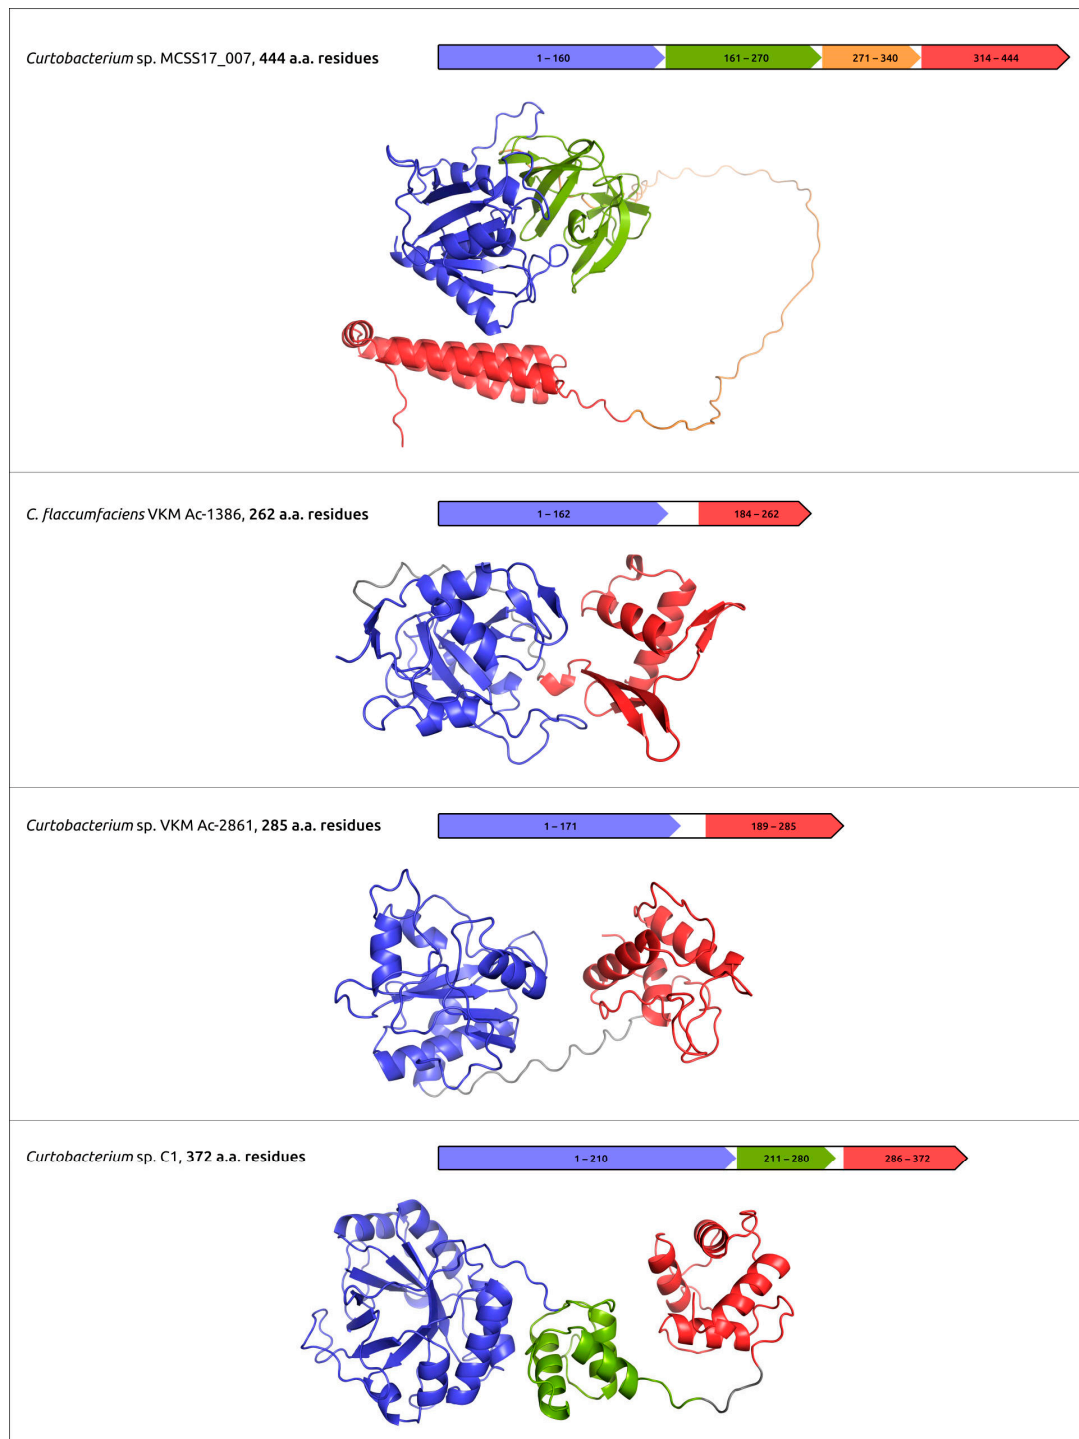 Curtobacterium sp. MCSS17_007, 444 a.a. residues
1 – 160 161 – 270 271 – 340 314 – 444
C. flaccumfaciens VKM Ac-1386, 262 a.a. residues
1 – 162 184 – 262
Curtobacterium sp. VKM Ac-2861, 285 a.a. residues
1 – 171 189 – 285
Curtobacterium sp. C1, 372 a.a. residues
1 – 210 211 – 280 286 – 372